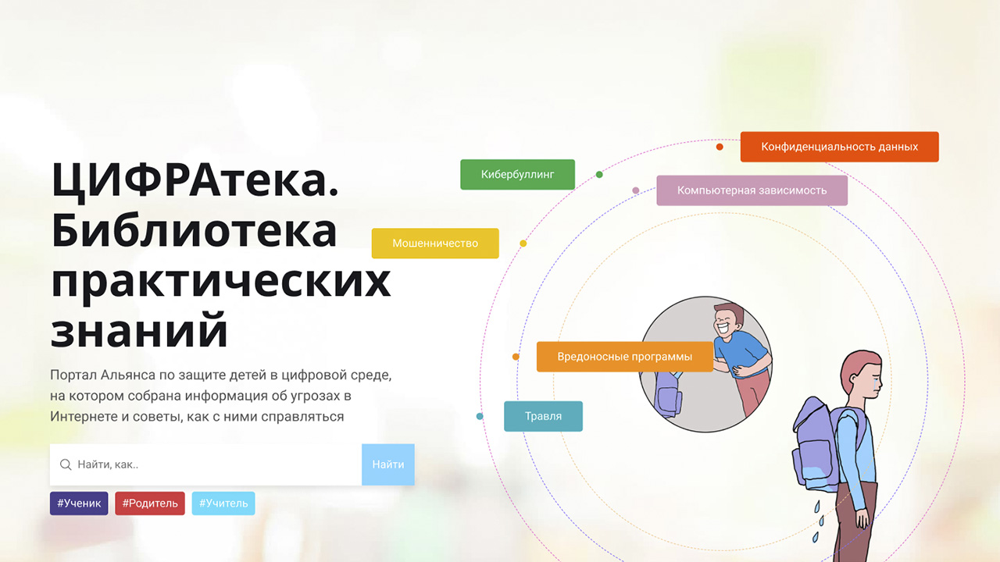 ЦИФРАтека.
Библиотека
практических
знаний
Портал Альянса по защите детей в цифровой среде,
на котором собрана информация об угрозах в
Интернете и советы, как с ними справляться
Найти, как..
Найти
#Ученик
#Родитель
#Учитель
Конфиденциальность данных
Кибербуллинг
Компьютерная зависимость
Мошенничество
Вредоносные программы
Травля